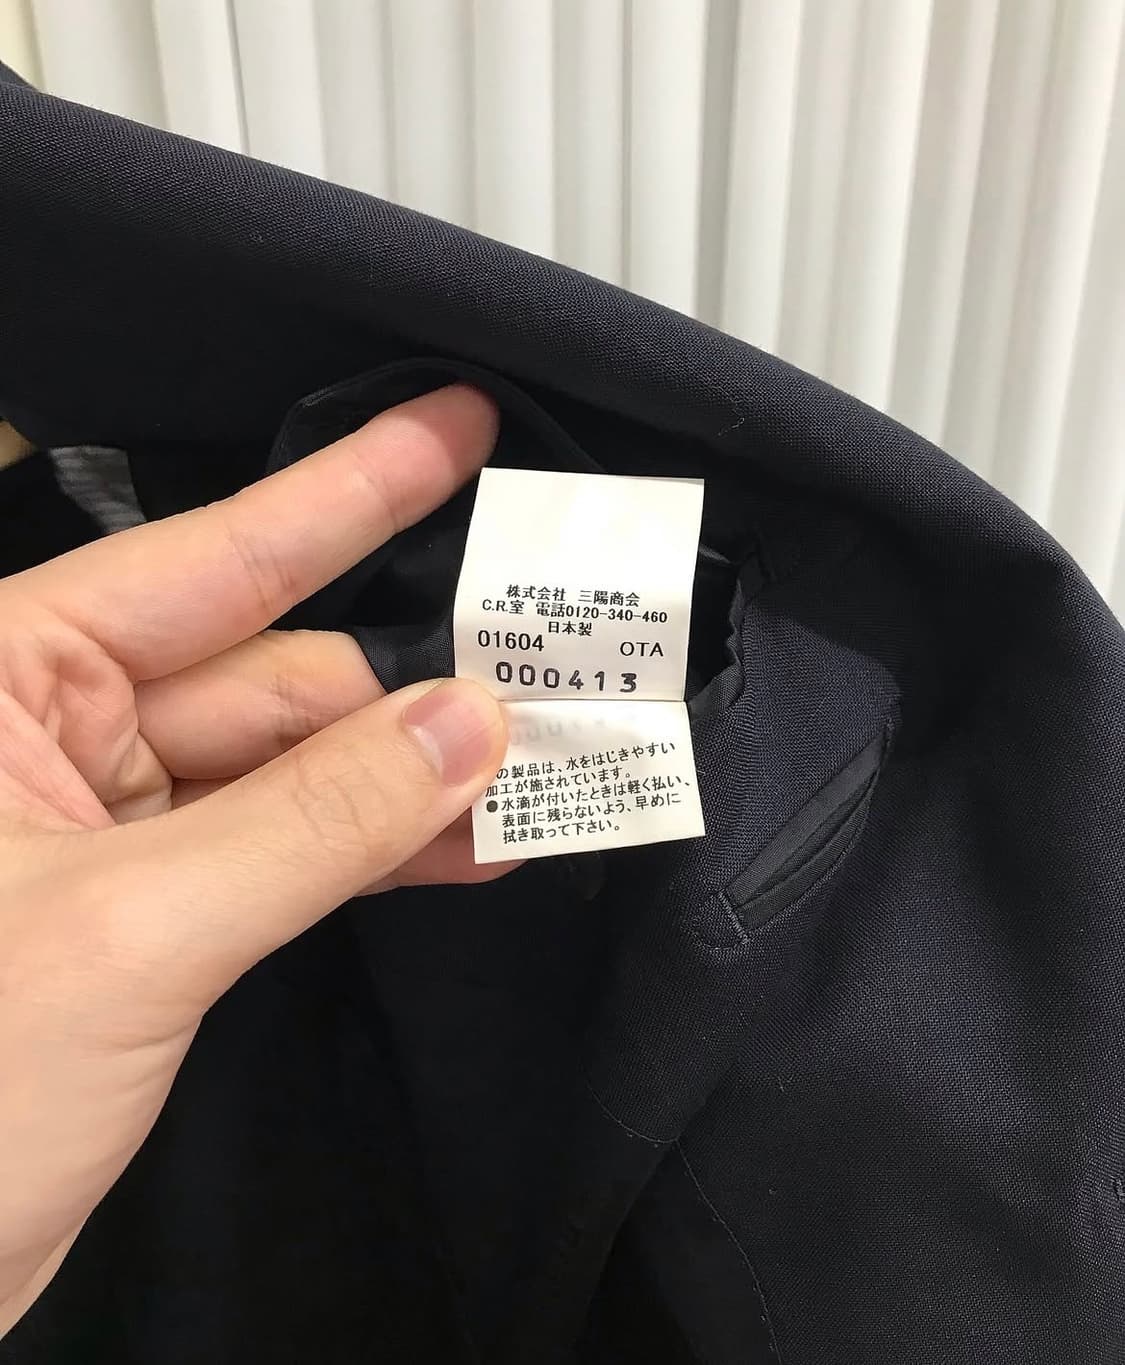 株式会社 三陽商会
C.R.室 電話0120-340-460
日本製
01604 OTA
000413
の製品は、水をはじきやすい
加工が施されています。
●水滴が付いたときは軽く払い、
表面に残らないよう、早めに
拭き取って下さい。